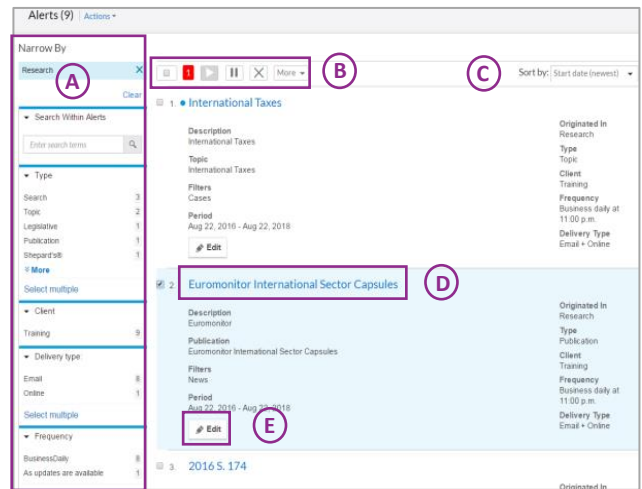 Alerts (9) Actions
Narrow By
Research X
A
Clear
Search Within Alerts
Enter search terms
Type
Search 3
Topic 2
Legislative 1
Publication 1
Shepard's® 1
More
Select multiple
Client
Training 9
Delivery type
Email 8
Online 1
Select multiple
Frequency
BusinessDaily 8
As updates are available 1
1 More
B
C
Sort by: Start date (newest)
1. International Taxes
Description
International Taxes
Topic
International Taxes
Filters
Cases
Period
Aug 22, 2016 - Aug 22, 2018
Edit
Originated In
Research
Type
Topic
Client
Training
Frequency
Business daily at
11:00 p.m.
Delivery Type
Email + Online
2. Euromonitor International Sector Capsules
D
Description
Euromonitor
Publication
Euromonitor International Sector Capsules
Filters
News
Period
Aug 22, 2016 - Aug 22, 2018
Edit
E
Originated In
Research
Type
Publication
Client
Training
Frequency
Business daily at
11:00 p.m.
Delivery Type
Email + Online
3. 2016 S. 174
Originated In